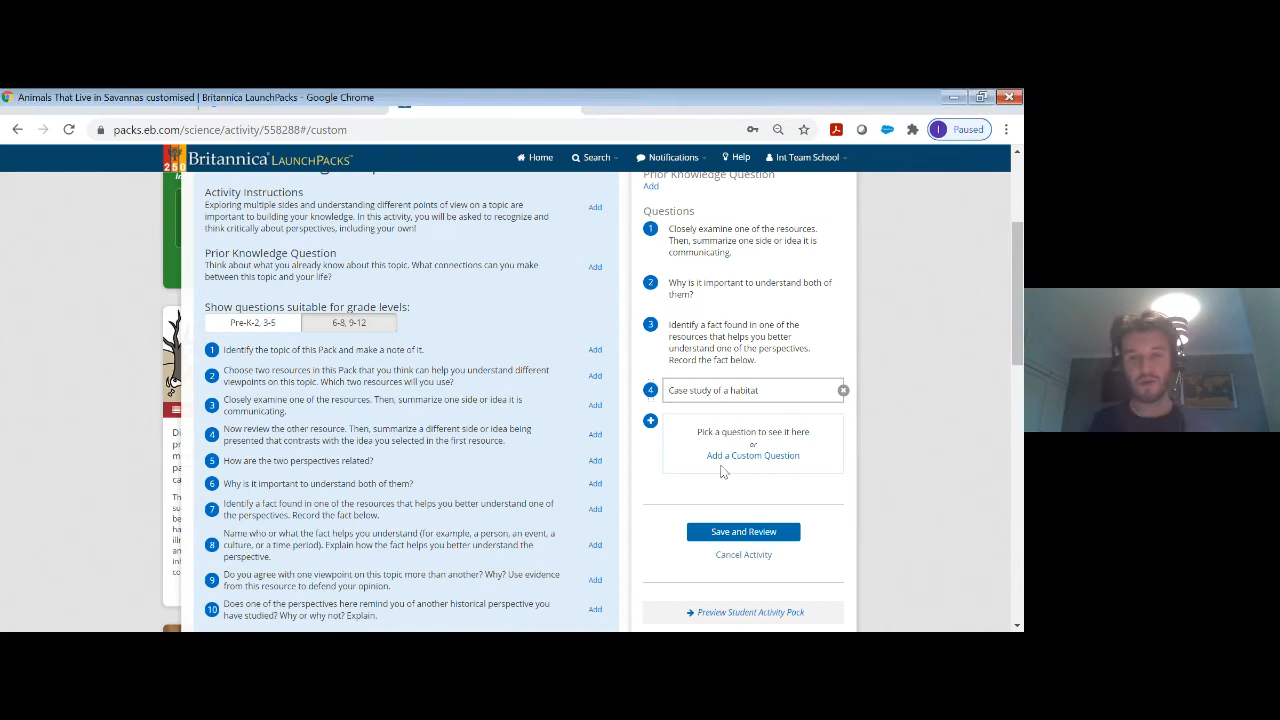 Animals That Live in Savannas customised | Britannica LaunchPacks - Google Chrome
packs.eb.com/science/activity/558288#/custom
I Paused
250 Britannica® LAUNCHPACKS™
Home Search Notifications Help Int Team School
Activity Instructions
Exploring multiple sides and understanding different points of view on a topic are Add
important to building your knowledge. In this activity, you will be asked to recognize and
think critically about perspectives, including your own!
Prior Knowledge Question
Think about what you already know about this topic. What connections can you make Add
between this topic and your life?
Show questions suitable for grade levels:
Pre-K-2, 3-5 6-8, 9-12
1 Identify the topic of this Pack and make a note of it. Add
2 Choose two resources in this Pack that you think can help you understand different Add
viewpoints on this topic. Which two resources will you use?
3 Closely examine one of the resources. Then, summarize one side or idea it is Add
communicating.
4 Now review the other resource. Then, summarize a different side or idea being Add
presented that contrasts with the idea you selected in the first resource.
5 How are the two perspectives related? Add
6 Why is it important to understand both of them? Add
7 Identify a fact found in one of the resources that helps you better understand one of Add
the perspectives. Record the fact below.
8 Name who or what the fact helps you understand (for example, a person, an event, a Add
culture, or a time period). Explain how the fact helps you better understand the
perspective.
9 Do you agree with one viewpoint on this topic more than another? Why? Use evidence Add
from this resource to defend your opinion.
10 Does one of the perspectives here remind you of another historical perspective you Add
have studied? Why or why not? Explain.
Prior Knowledge Question
Add
Questions
1 Closely examine one of the resources.
Then, summarize one side or idea it is
communicating.
2 Why is it important to understand both of
them?
3 Identify a fact found in one of the
resources that helps you better
understand one of the perspectives.
Record the fact below.
4 Case study of a habitat
Pick a question to see it here
or
Add a Custom Question
Save and Review
Cancel Activity
Preview Student Activity Pack